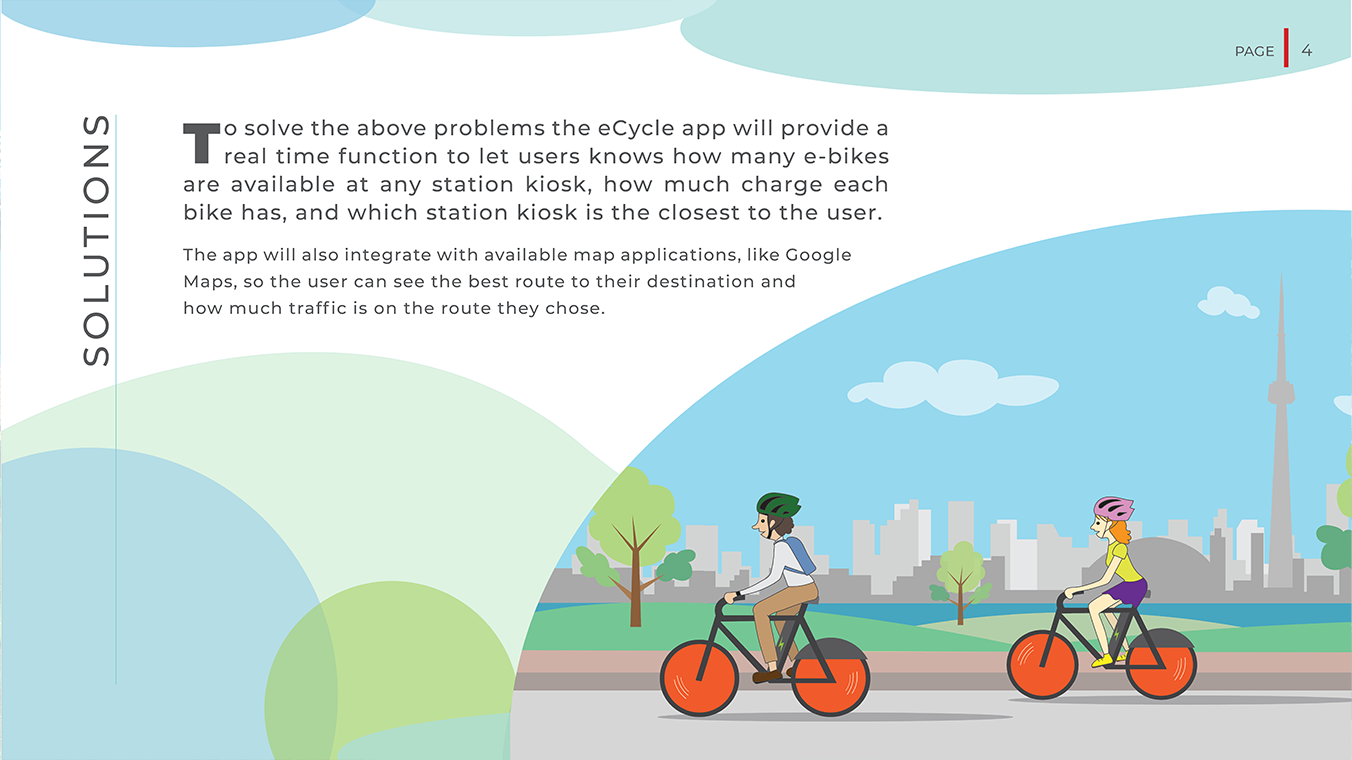 PAGE 4
SOLUTIONS
To solve the above problems the eCycle app will provide a
real time function to let users knows how many e-bikes
are available at any station kiosk, how much charge each
bike has, and which station kiosk is the closest to the user.
The app will also integrate with available map applications, like Google
Maps, so the user can see the best route to their destination and
how much traffic is on the route they chose.